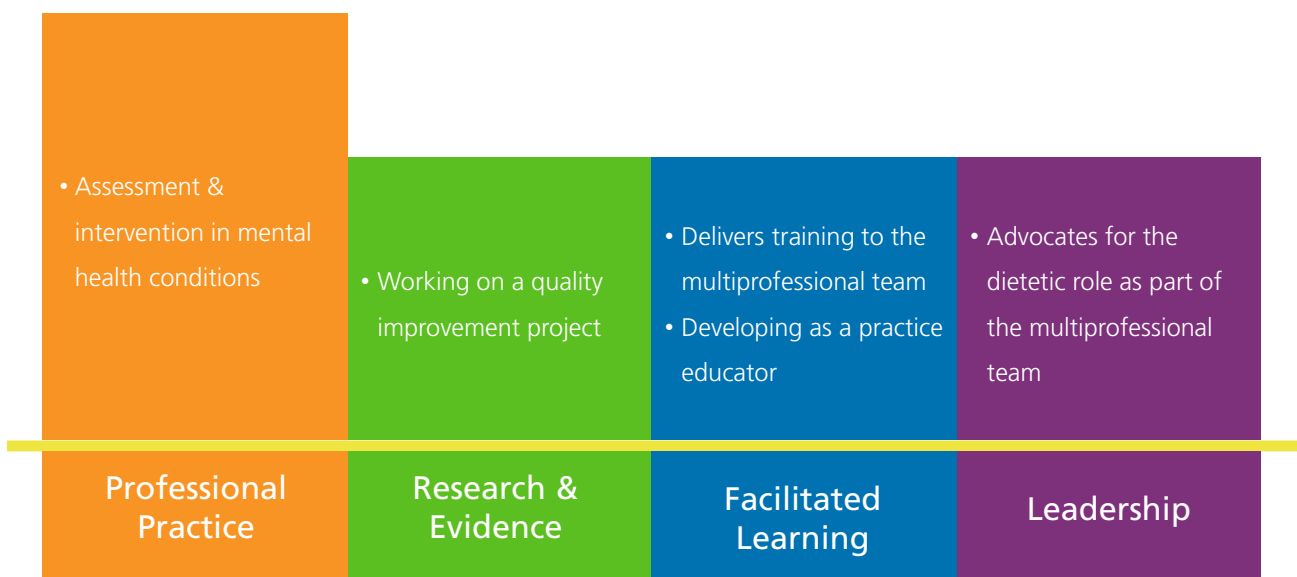 • Assessment &
intervention in mental
health conditions
• Working on a quality
improvement project
• Delivers training to the
multiprofessional team
• Developing as a practice
educator
• Advocates for the
dietetic role as part of
the multiprofessional
team
Professional
Practice
Research &
Evidence
Facilitated
Learning
Leadership